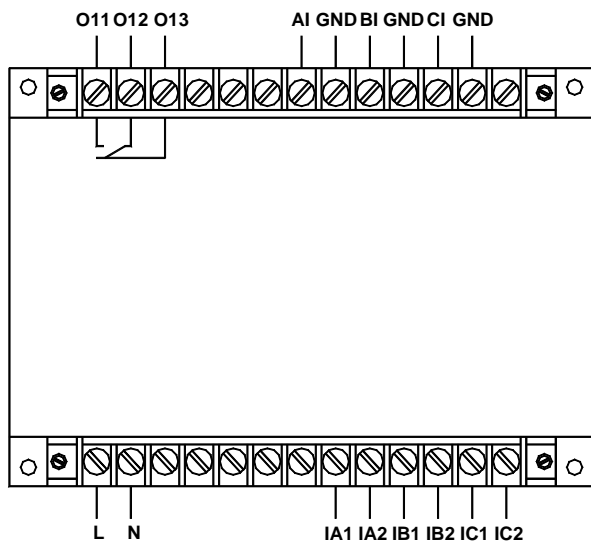 O11 O12 O13 AI GND BI GND CI GND
L N IA1 IA2 IB1 IB2 IC1 IC2